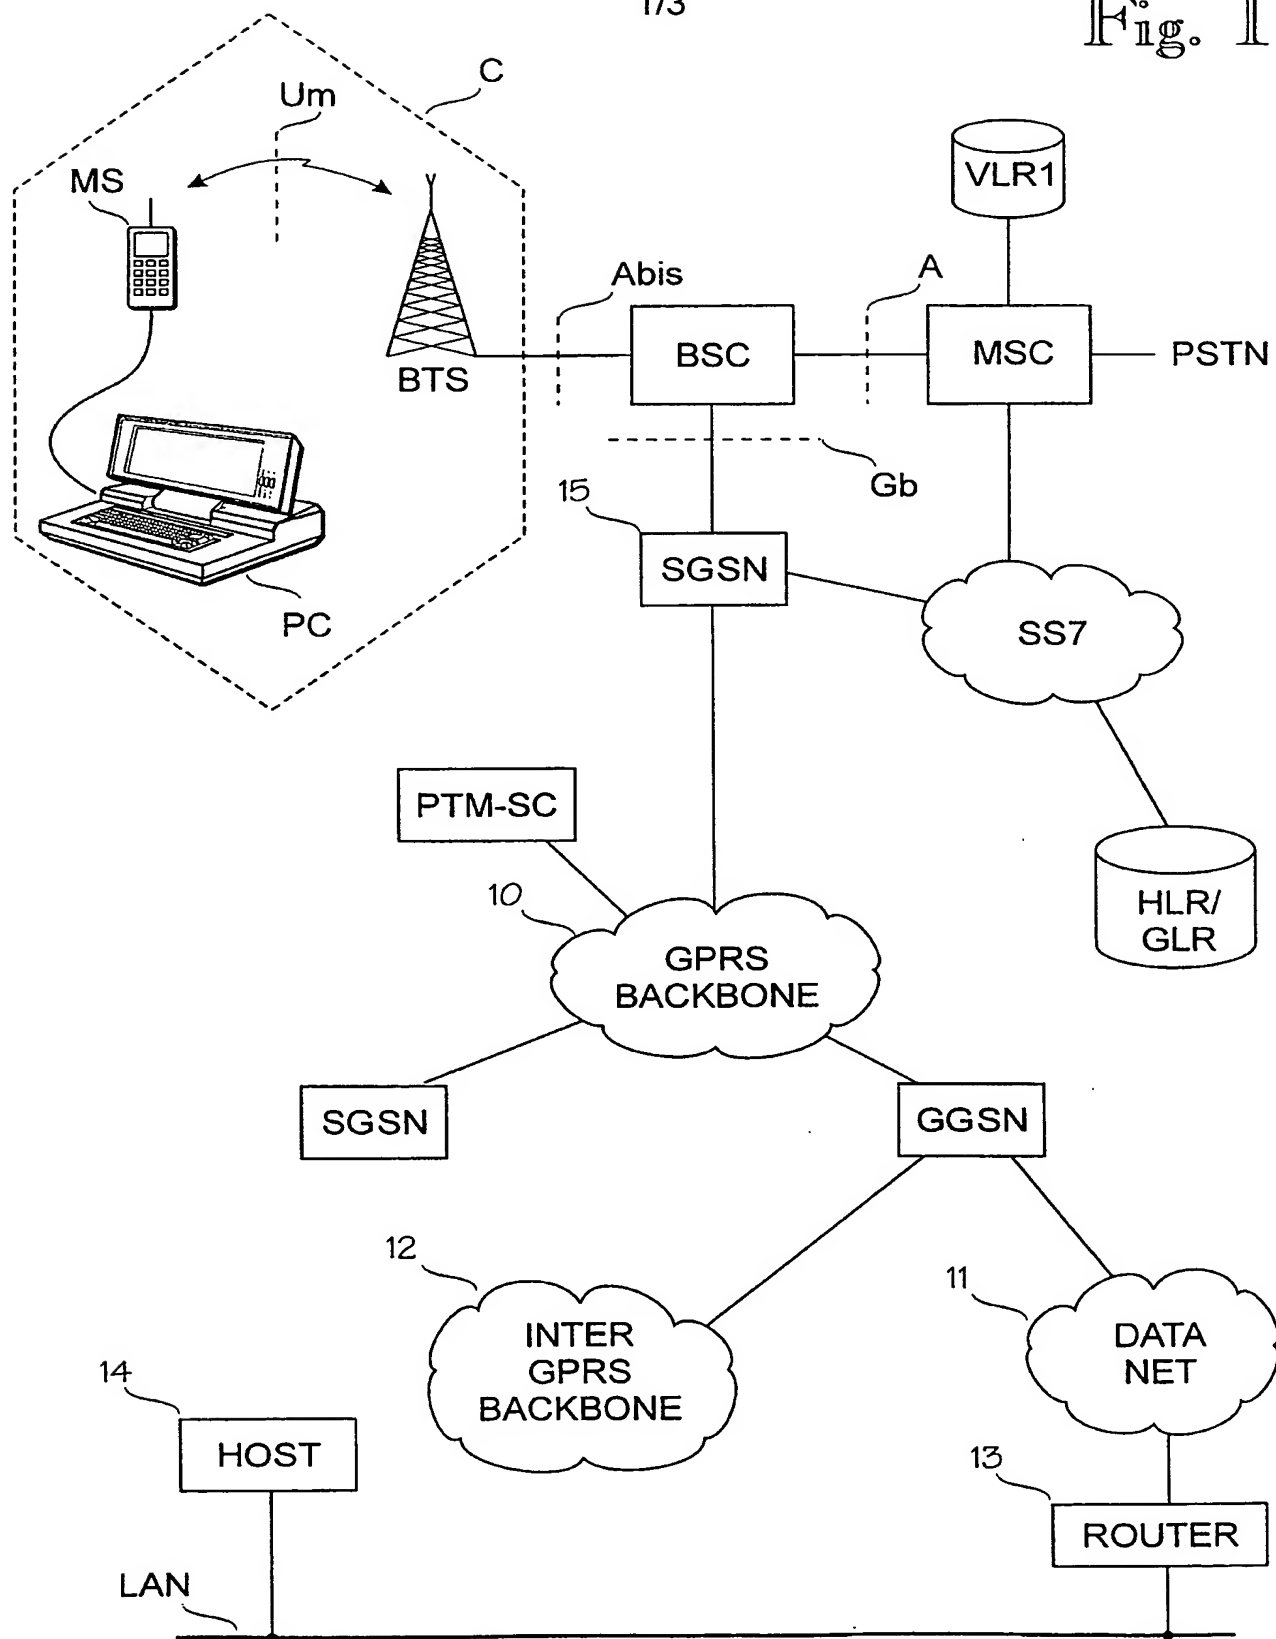 1/3
Fig. 1
C
Um
MS
VLR1
Abis
A
BSC
MSC
PSTN
BTS
Gb
15
SGSN
PC
SS7
PTM-SC
10
HLR/
GLR
GPRS
BACKBONE
SGSN
GGSN
12
11
INTER
GPRS
BACKBONE
DATA
NET
14
HOST
13
ROUTER
LAN